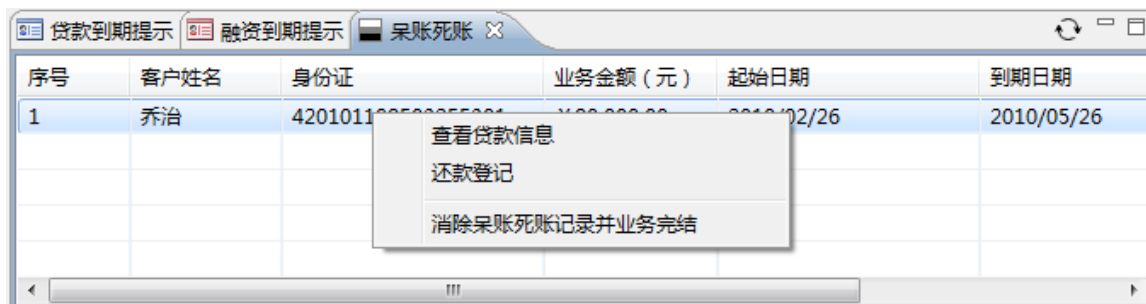 贷款到期提示 融资到期提示 呆账死账
序号 客户姓名 身份证 业务金额（元） 起始日期 到期日期
1 乔治 2010/05/26
查看贷款信息
还款登记
消除呆账死账记录并业务完结